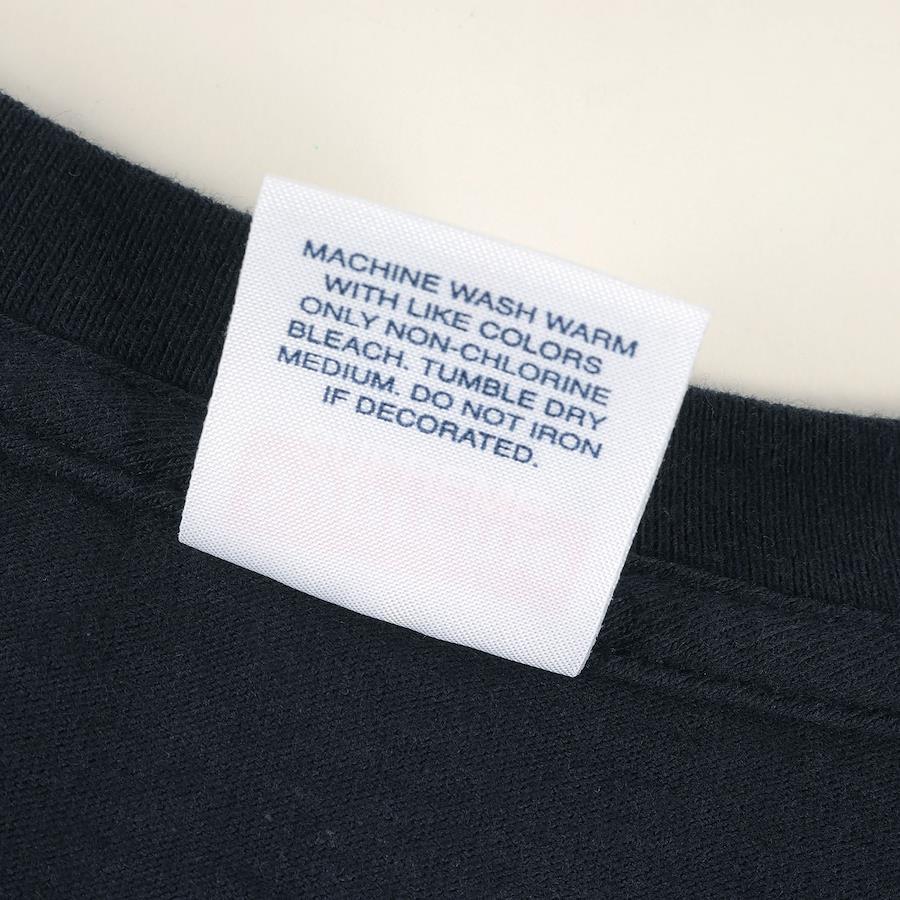 MACHINE WASH WARM
WITH LIKE COLORS
ONLY NON-CHLORINE
BLEACH. TUMBLE DRY
MEDIUM. DO NOT IRON
IF DECORATED.